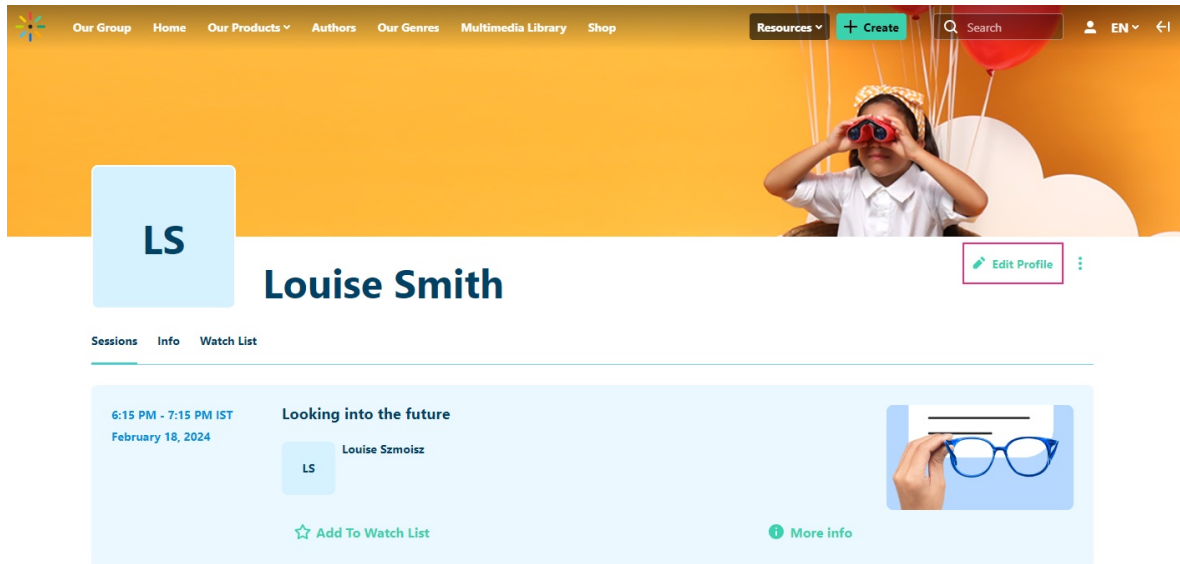 Our Group Home Our Products Authors Our Genres Multimedia Library Shop Resources + Create Search EN
LS
Louise Smith
Edit Profile
Sessions Info Watch List
6:15 PM - 7:15 PM IST
February 18, 2024
Looking into the future
Louise Szmoisz
LS
Add To Watch List
More info